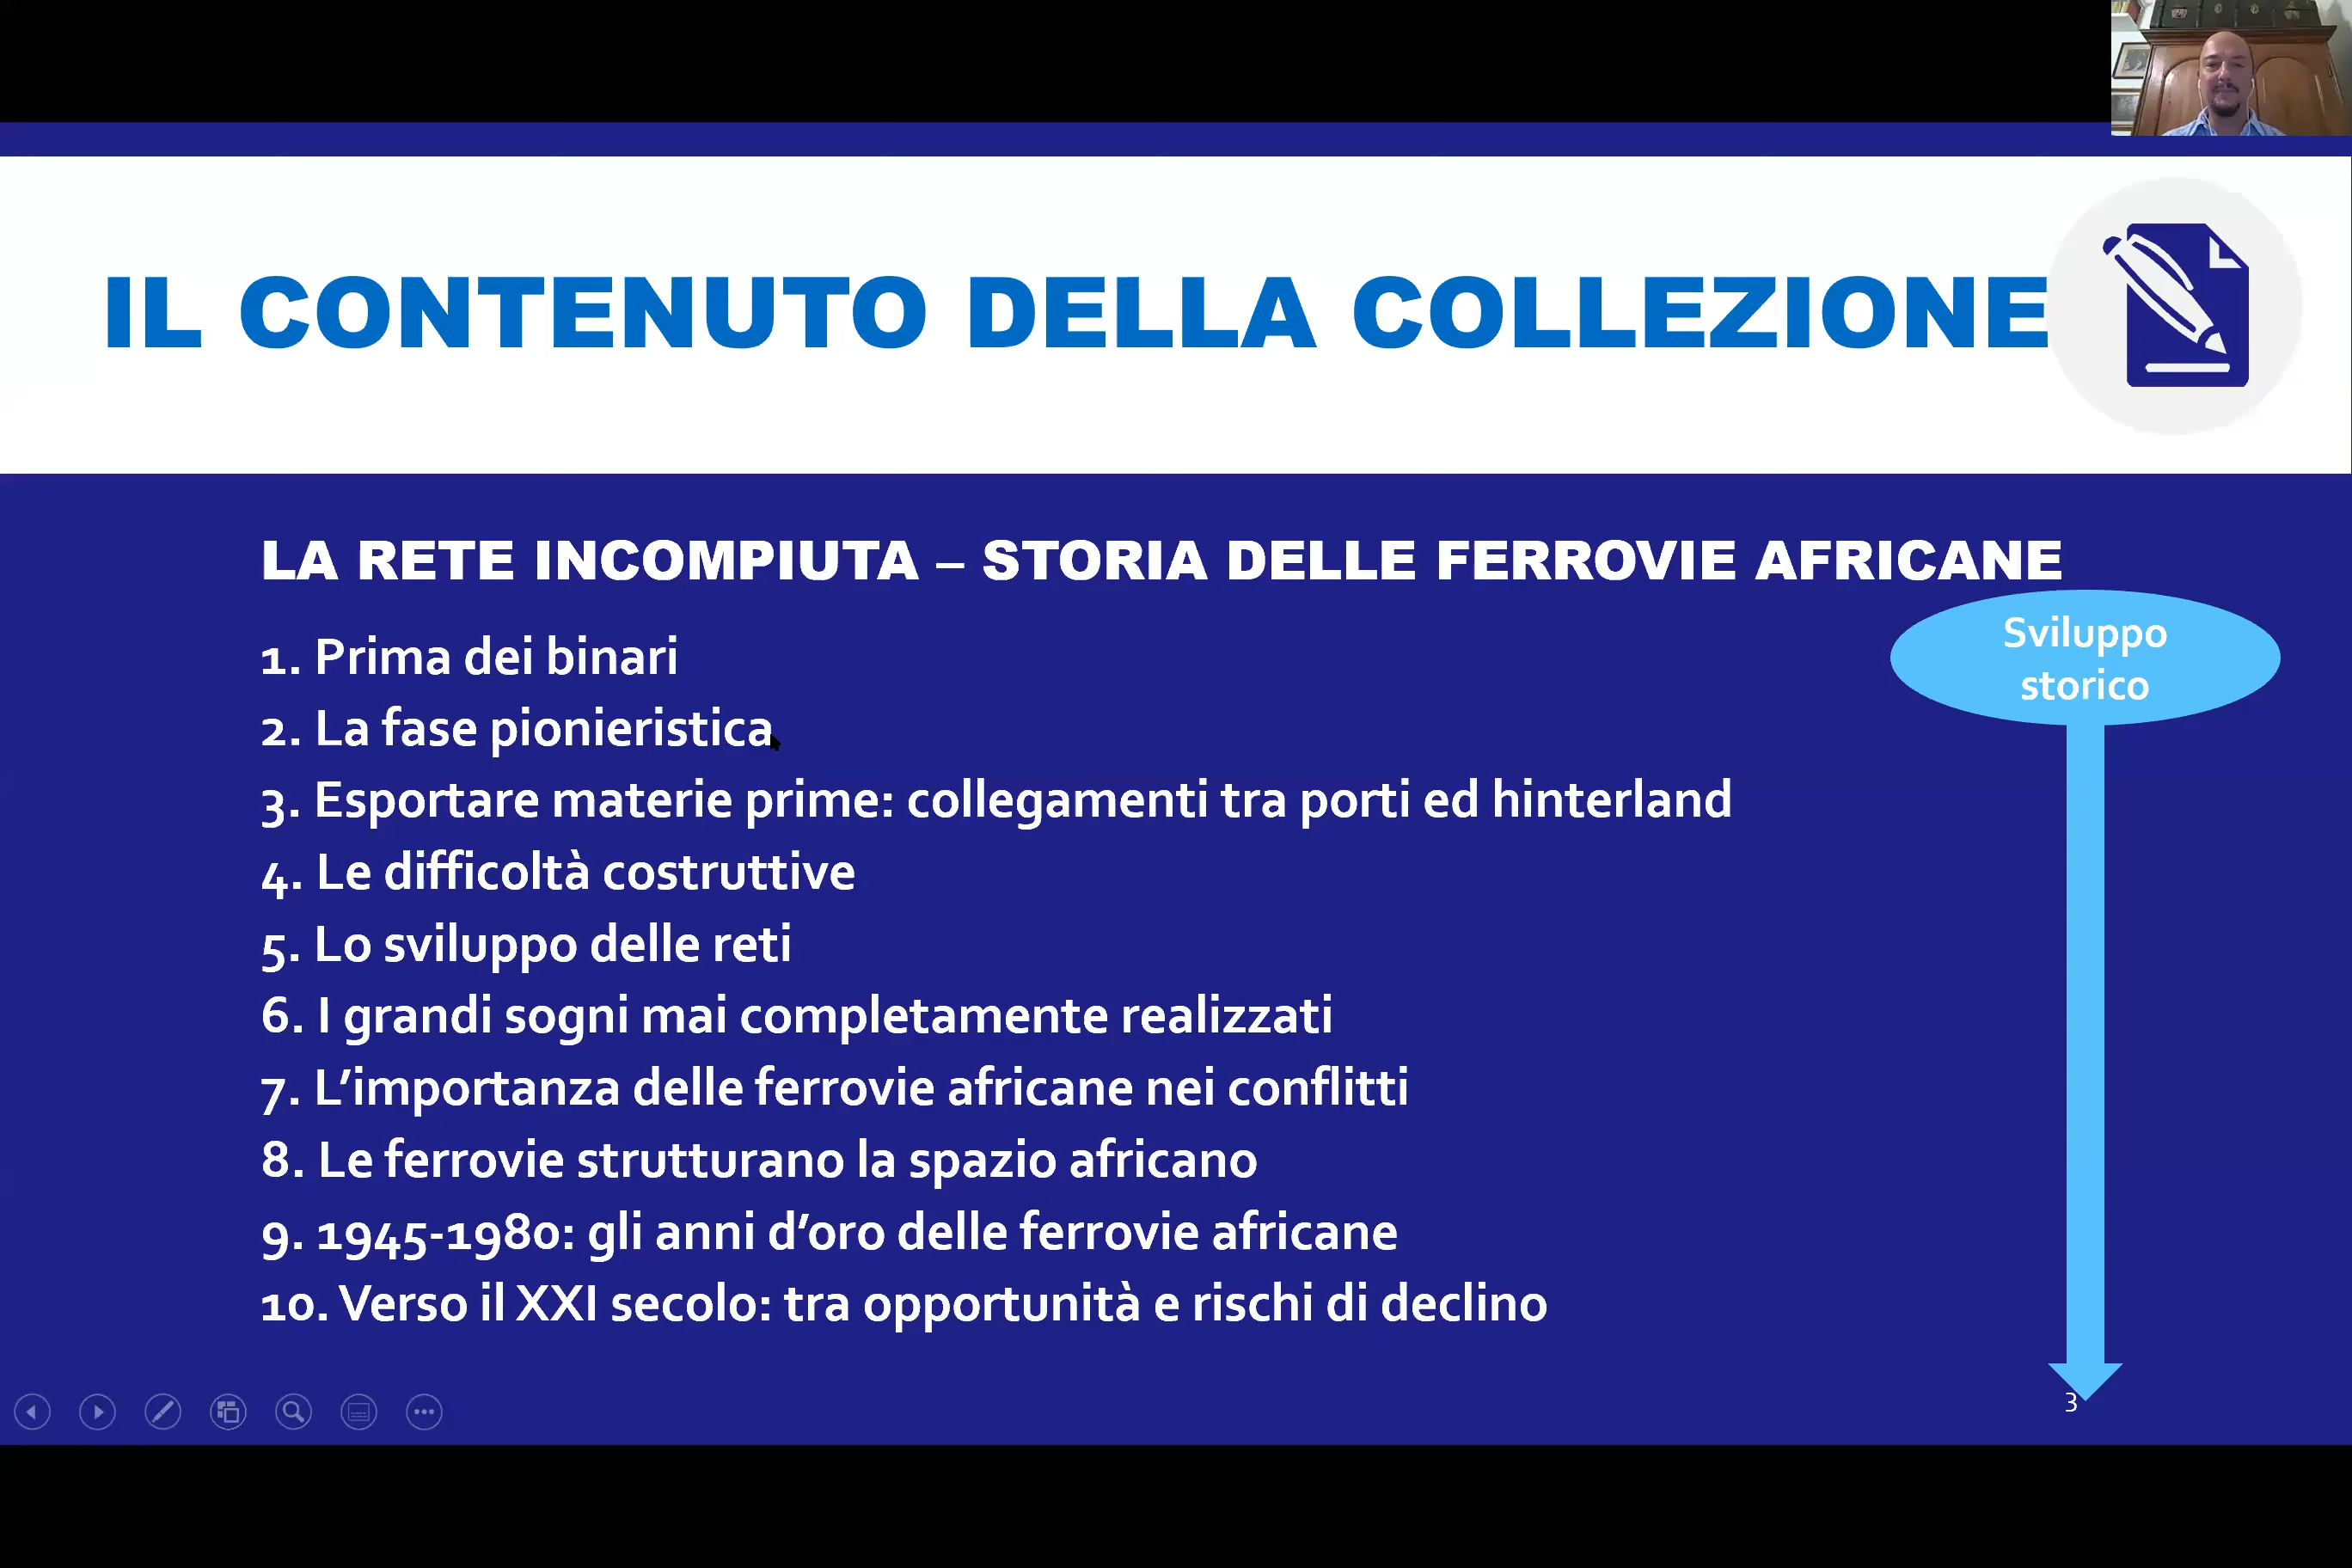 IL CONTENUTO DELLA COLLEZIONE
LA RETE INCOMPIUTA – STORIA DELLE FERROVIE AFRICANE
Sviluppo
storico
1. Prima dei binari
2. La fase pionieristica
3. Esportare materie prime: collegamenti tra porti ed hinterland
4. Le difficoltà costruttive
5. Lo sviluppo delle reti
6. I grandi sogni mai completamente realizzati
7. L’importanza delle ferrovie africane nei conflitti
8. Le ferrovie strutturano la spazio africano
9. 1945-1980: gli anni d’oro delle ferrovie africane
10. Verso il XXI secolo: tra opportunità e rischi di declino
3